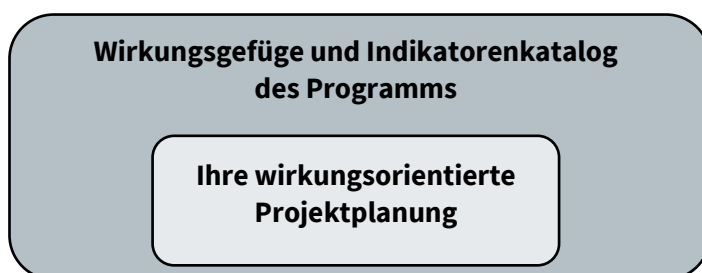 Wirkungsgefüge und Indikatorenkatalog
des Programms
Ihre wirkungsorientierte
Projektplanung